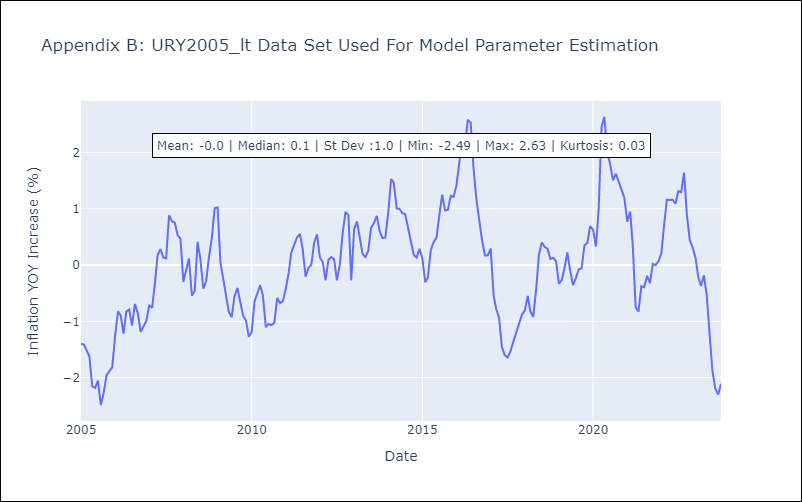 Appendix B: URY2005_lt Data Set Used For Model Parameter Estimation
Mean: -0.0 | Median: 0.1 | St Dev :1.0 | Min: -2.49 | Max: 2.63 | Kurtosis: 0.03
Inflation YOY Increase (%)
2
1
0
−1
−2
2005
2010
2015
2020
Date